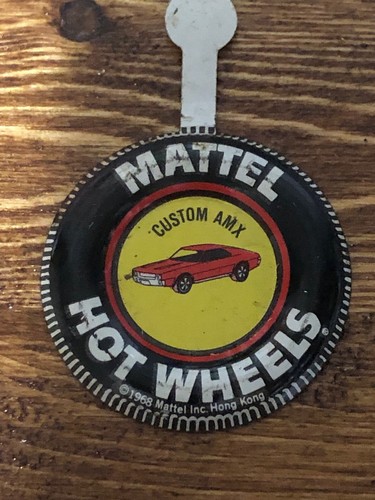 MATTEL
CUSTOM AMX
HOT WHEELS®
©1968 Mattel Inc. Hong Kong